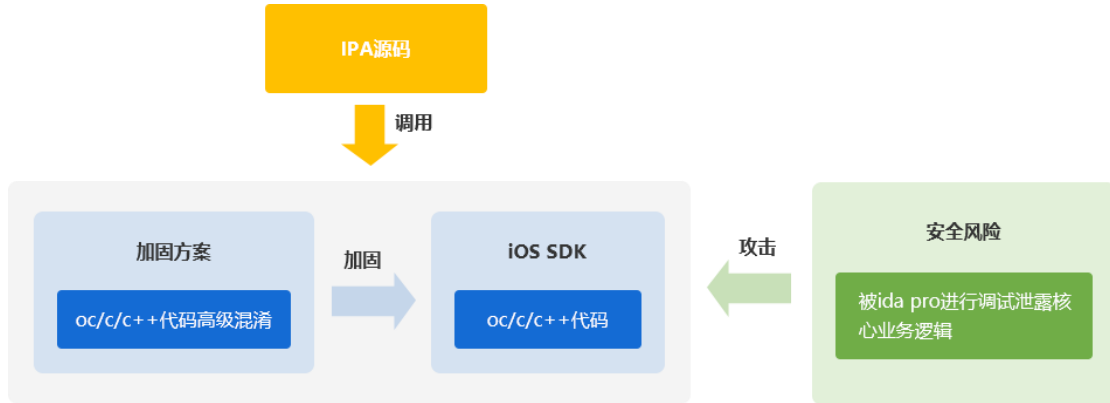 IPA源码
调用
加固方案
加固
iOS SDK
攻击
安全风险
oc/c/c++代码高级混淆
oc/c/c++代码
被ida pro进行调试泄露核
心业务逻辑